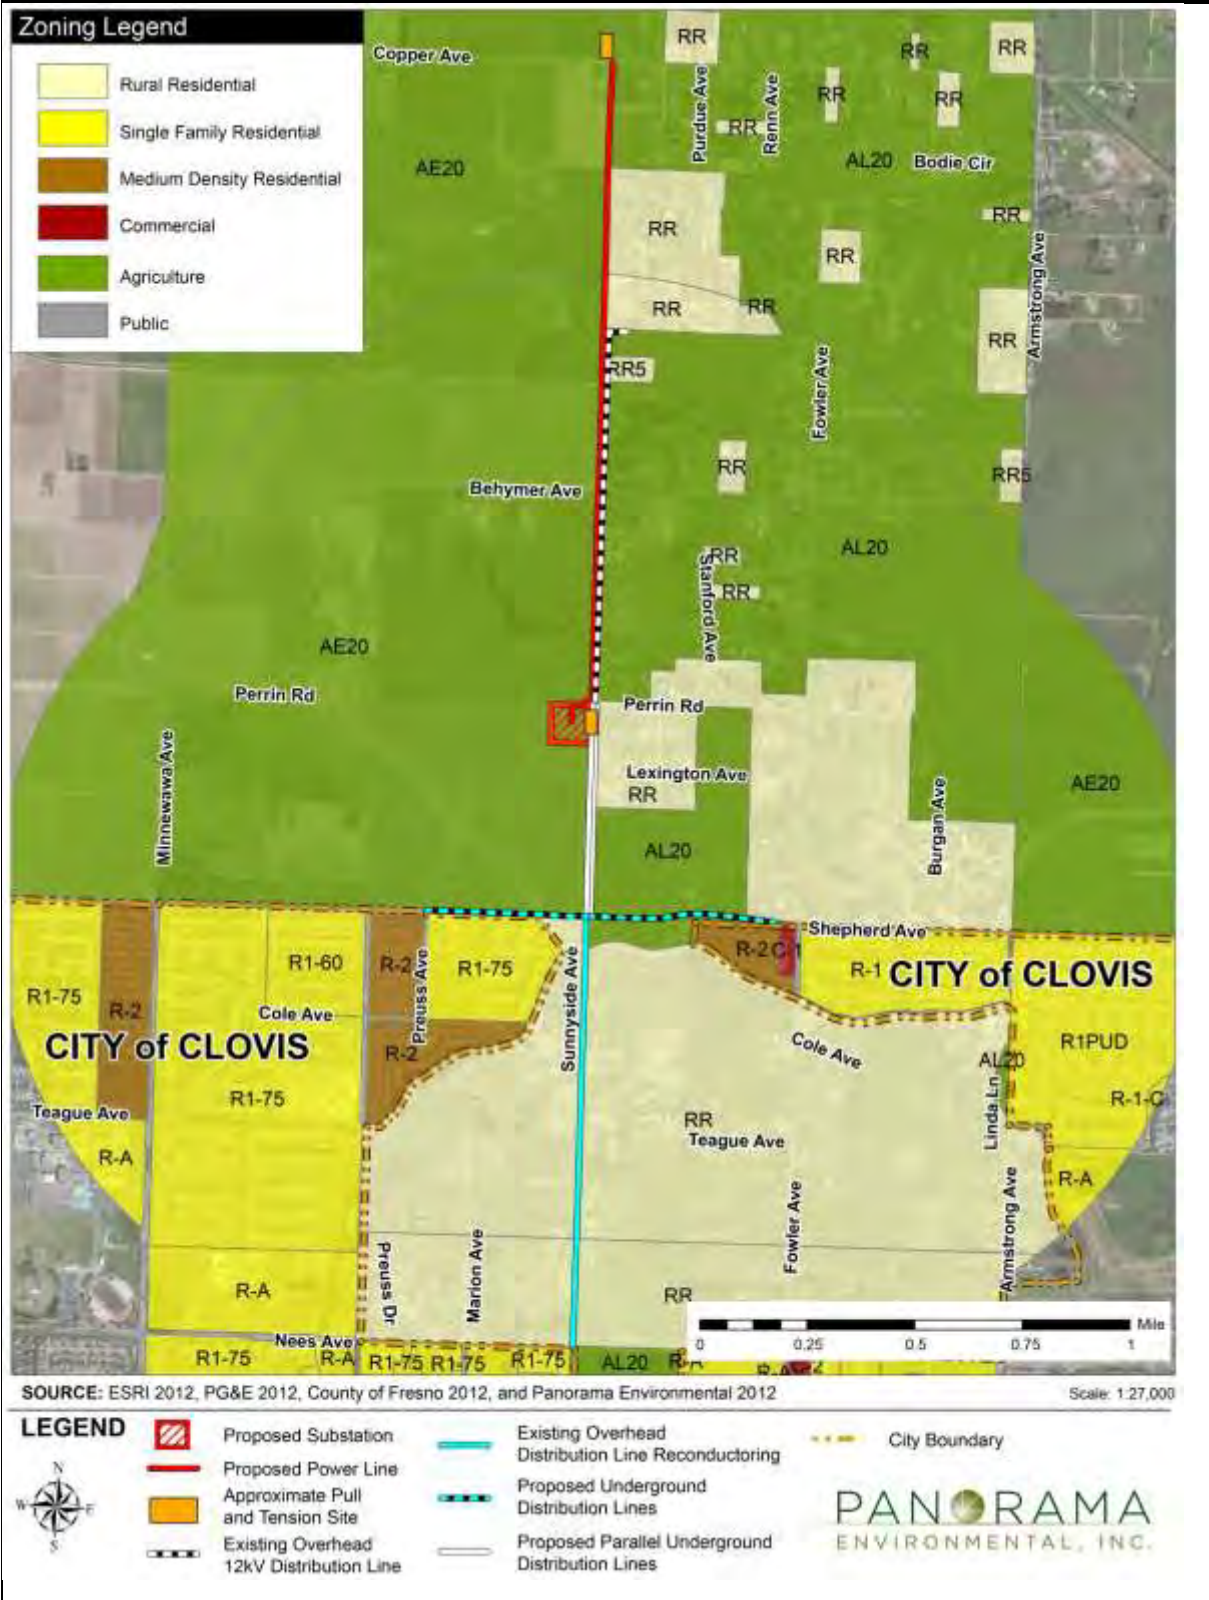 Zoning Legend
Rural Residential
Single Family Residential
Medium Density Residential
Commercial
Agriculture
Public
Copper Ave
RR
RR
RR
RR
RR
Purdue Ave
Renn Ave
RR
AE20
AL20
Bodie Cir
RR
RR
RR
Armstrong Ave
RR
RR
RR
RR5
Fowler Ave
RR
RR5
Behymer Ave
AL20
RR
Stanford Ave
RR
AE20
Perrin Rd
Perrin Rd
Minnewawa Ave
Lexington Ave
RR
AE20
Burgan Ave
AL20
Shepherd Ave
R1-75
R-2
R1-60
R-2
Preuss Ave
R1-75
Sunnyside Ave
R-2
C-1
R-1
CITY of CLOVIS
Cole Ave
CITY of CLOVIS
R-2
Cole Ave
R1PUD
AL20
Teague Ave
R1-75
R-1-C
Linda Ln
RR
Teague Ave
R-A
R-A
Armstrong Ave
Fowler Ave
Preuss Dr
Marion Ave
R-A
RR
Nees Ave
R1-75
R-A
R1-75
R1-75
R1-75
AL20
R-A
Mile
0
0.25
0.5
0.75
1
SOURCE: ESRI 2012, PG&E 2012, County of Fresno 2012, and Panorama Environmental 2012
Scale: 1:27,000
LEGEND
N
W
E
S
Proposed Substation
Proposed Power Line
Approximate Pull
and Tension Site
Existing Overhead
12kV Distribution Line
Existing Overhead
Distribution Line Reconductoring
Proposed Underground
Distribution Lines
Proposed Parallel Underground
Distribution Lines
City Boundary
PANORAMA
ENVIRONMENTAL, INC.